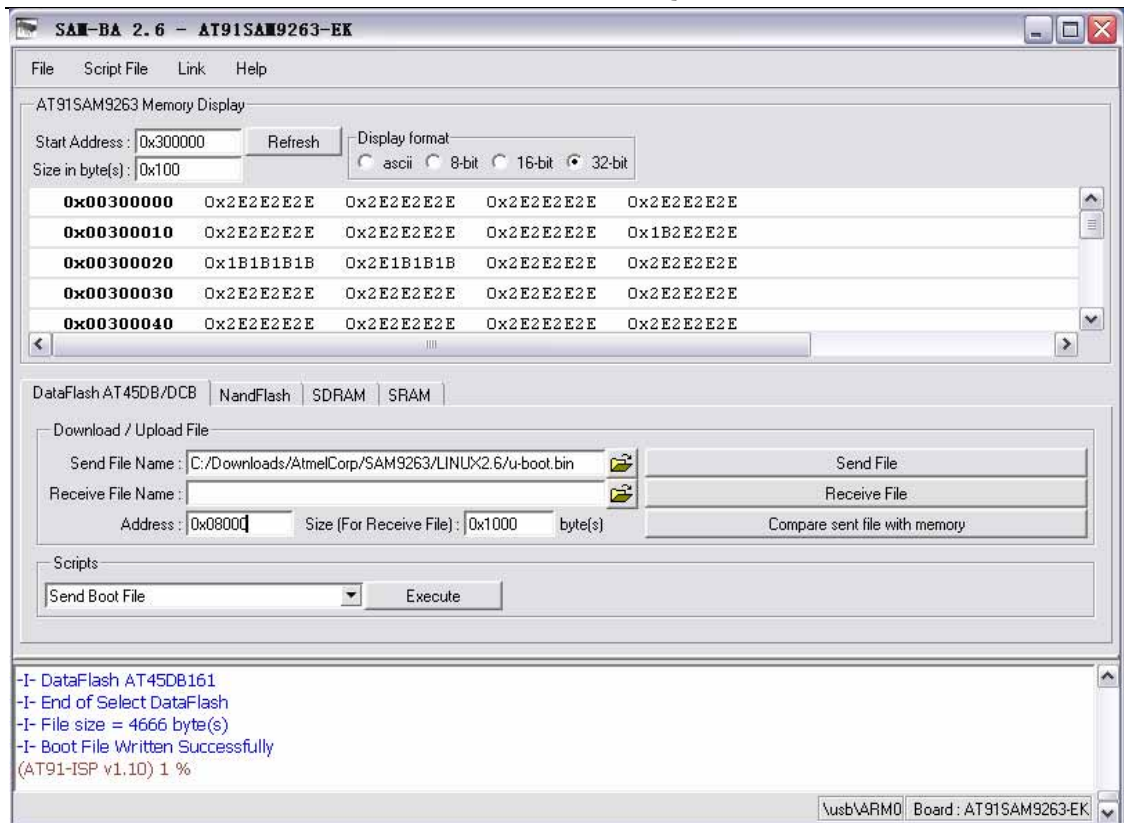 SAM-BA 2.6 - AT91SAM9263-EK
File Script File Link Help
AT91SAM9263 Memory Display
Start Address : 0x300000 Refresh Display format
Size in byte(s) : 0x100 ascii 8-bit 16-bit 32-bit
0x00300000 0x2E2E2E2E 0x2E2E2E2E 0x2E2E2E2E 0x2E2E2E2E
0x00300010 0x2E2E2E2E 0x2E2E2E2E 0x2E2E2E2E 0x1B2E2E2E
0x00300020 0x1B1B1B1B 0x2E1B1B1B 0x2E2E2E2E 0x2E2E2E2E
0x00300030 0x2E2E2E2E 0x2E2E2E2E 0x2E2E2E2E 0x2E2E2E2E
0x00300040 0x2E2E2E2E 0x2E2E2E2E 0x2E2E2E2E 0x2E2E2E2E
DataFlash AT45DB/DCB NandFlash SDRAM SRAM
Download / Upload File
Send File Name : C:/Downloads/AtmelCorp/SAM9263/LINUX2.6/u-boot.bin Send File
Receive File Name : Receive File
Address : 0x08000 Size (For Receive File) : 0x1000 byte(s) Compare sent file with memory
Scripts
Send Boot File Execute
-I- DataFlash AT45DB161
-I- End of Select DataFlash
-I- File size = 4666 byte(s)
-I- Boot File Written Successfully
(AT91-ISP v1.10) 1 %
\usb\ARM0 Board : AT91SAM9263-EK